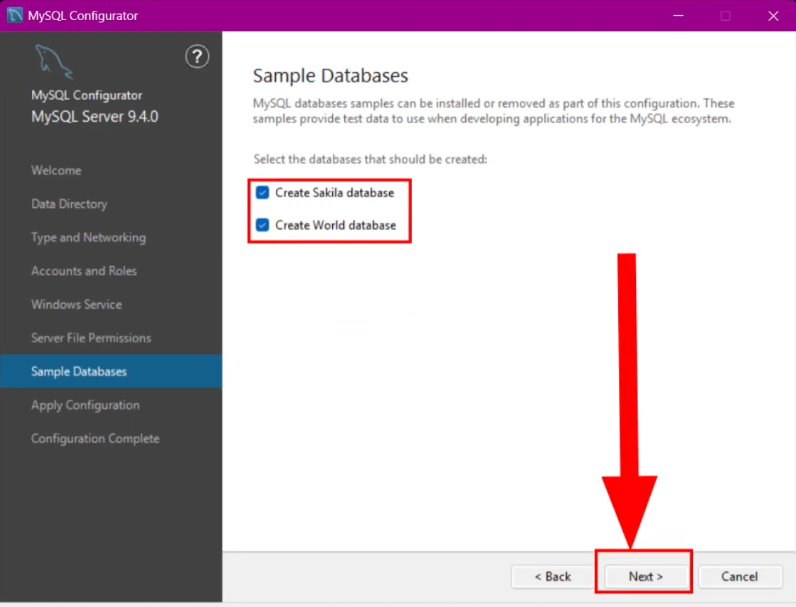 MySQL Configurator
?
MySQL Configurator
MySQL Server 9.4.0
Welcome
Data Directory
Type and Networking
Accounts and Roles
Windows Service
Server File Permissions
Sample Databases
Apply Configuration
Configuration Complete
Sample Databases
MySQL databases samples can be installed or removed as part of this configuration. These
samples provide test data to use when developing applications for the MySQL ecosystem.
Select the databases that should be created:
Create Sakila database
Create World database
< Back
Next >
Cancel